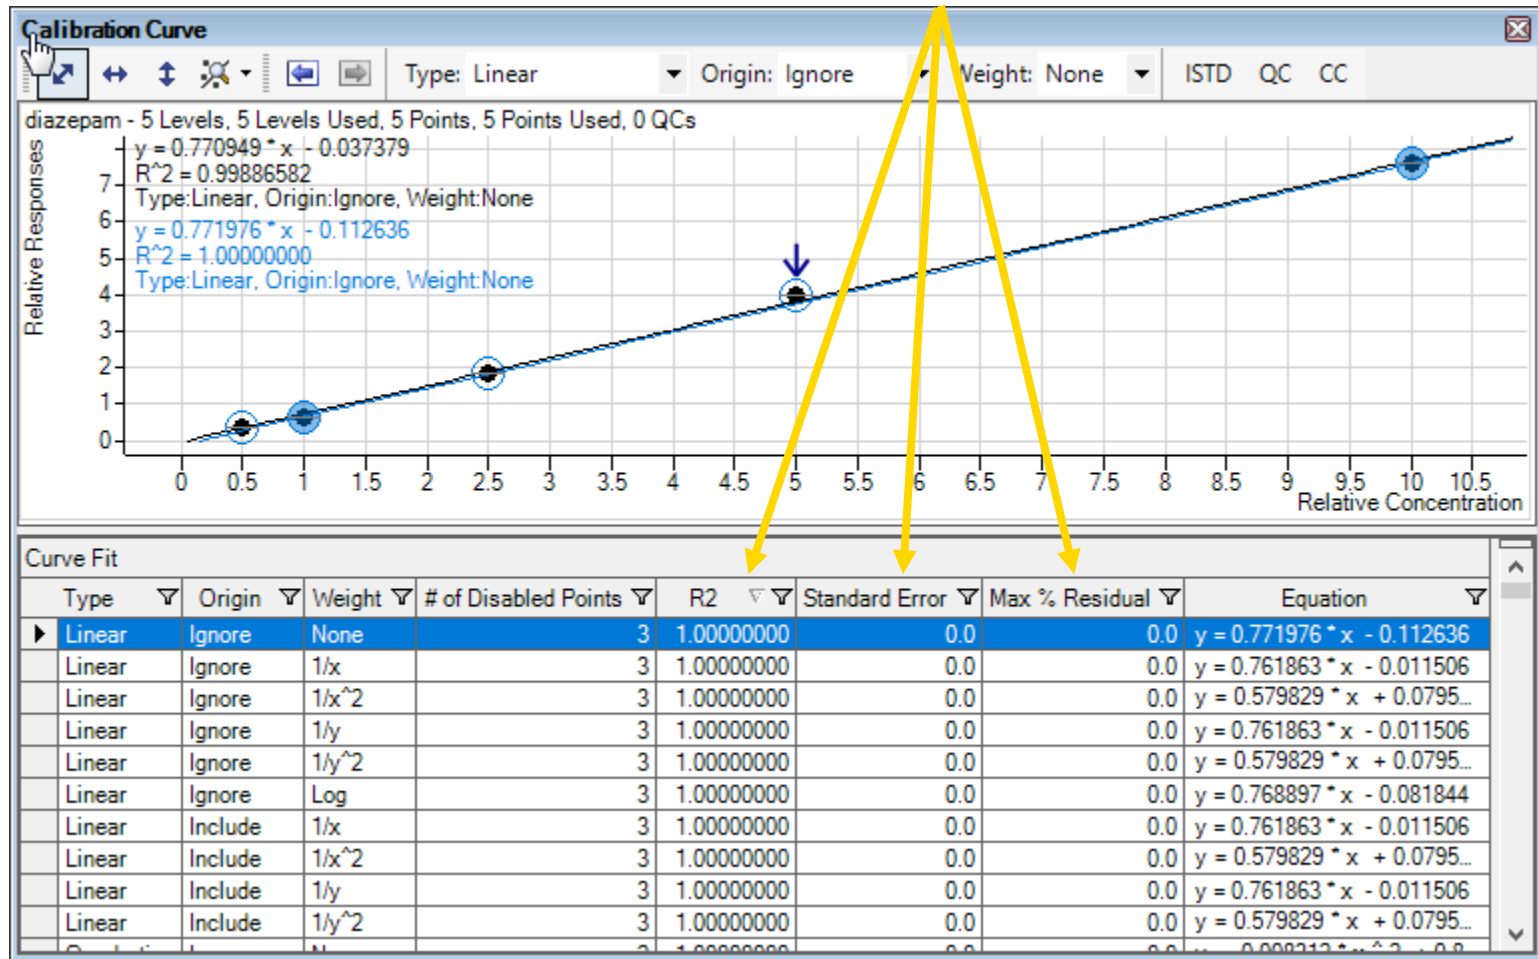 Calibration Curve
Type: Linear Origin: Ignore Weight: None ISTD QC CC
diazepam - 5 Levels, 5 Levels Used, 5 Points, 5 Points Used, 0 QCs
y = 0.770949 * x - 0.037379
R^2 = 0.99886582
Type:Linear, Origin:Ignore, Weight:None
y = 0.771976 * x - 0.112636
R^2 = 1.00000000
Type:Linear, Origin:Ignore, Weight:None
Relative Responses
7
6
5
4
3
2
1
0
0 0.5 1 1.5 2 2.5 3 3.5 4 4.5 5 5.5 6 6.5 7 7.5 8 8.5 9 9.5 10 10.5
Relative Concentration
Curve Fit
Type Origin Weight # of Disabled Points R2 Standard Error Max % Residual Equation
Linear Ignore None 3 1.00000000 0.0 0.0 y = 0.771976 * x - 0.112636
Linear Ignore 1/x 3 1.00000000 0.0 0.0 y = 0.761863 * x - 0.011506
Linear Ignore 1/x^2 3 1.00000000 0.0 0.0 y = 0.579829 * x + 0.0795...
Linear Ignore 1/y 3 1.00000000 0.0 0.0 y = 0.761863 * x - 0.011506
Linear Ignore 1/y^2 3 1.00000000 0.0 0.0 y = 0.579829 * x + 0.0795...
Linear Ignore Log 3 1.00000000 0.0 0.0 y = 0.768897 * x - 0.081844
Linear Include 1/x 3 1.00000000 0.0 0.0 y = 0.761863 * x - 0.011506
Linear Include 1/x^2 3 1.00000000 0.0 0.0 y = 0.579829 * x + 0.0795...
Linear Include 1/y 3 1.00000000 0.0 0.0 y = 0.761863 * x - 0.011506
Linear Include 1/y^2 3 1.00000000 0.0 0.0 y = 0.579829 * x + 0.0795...